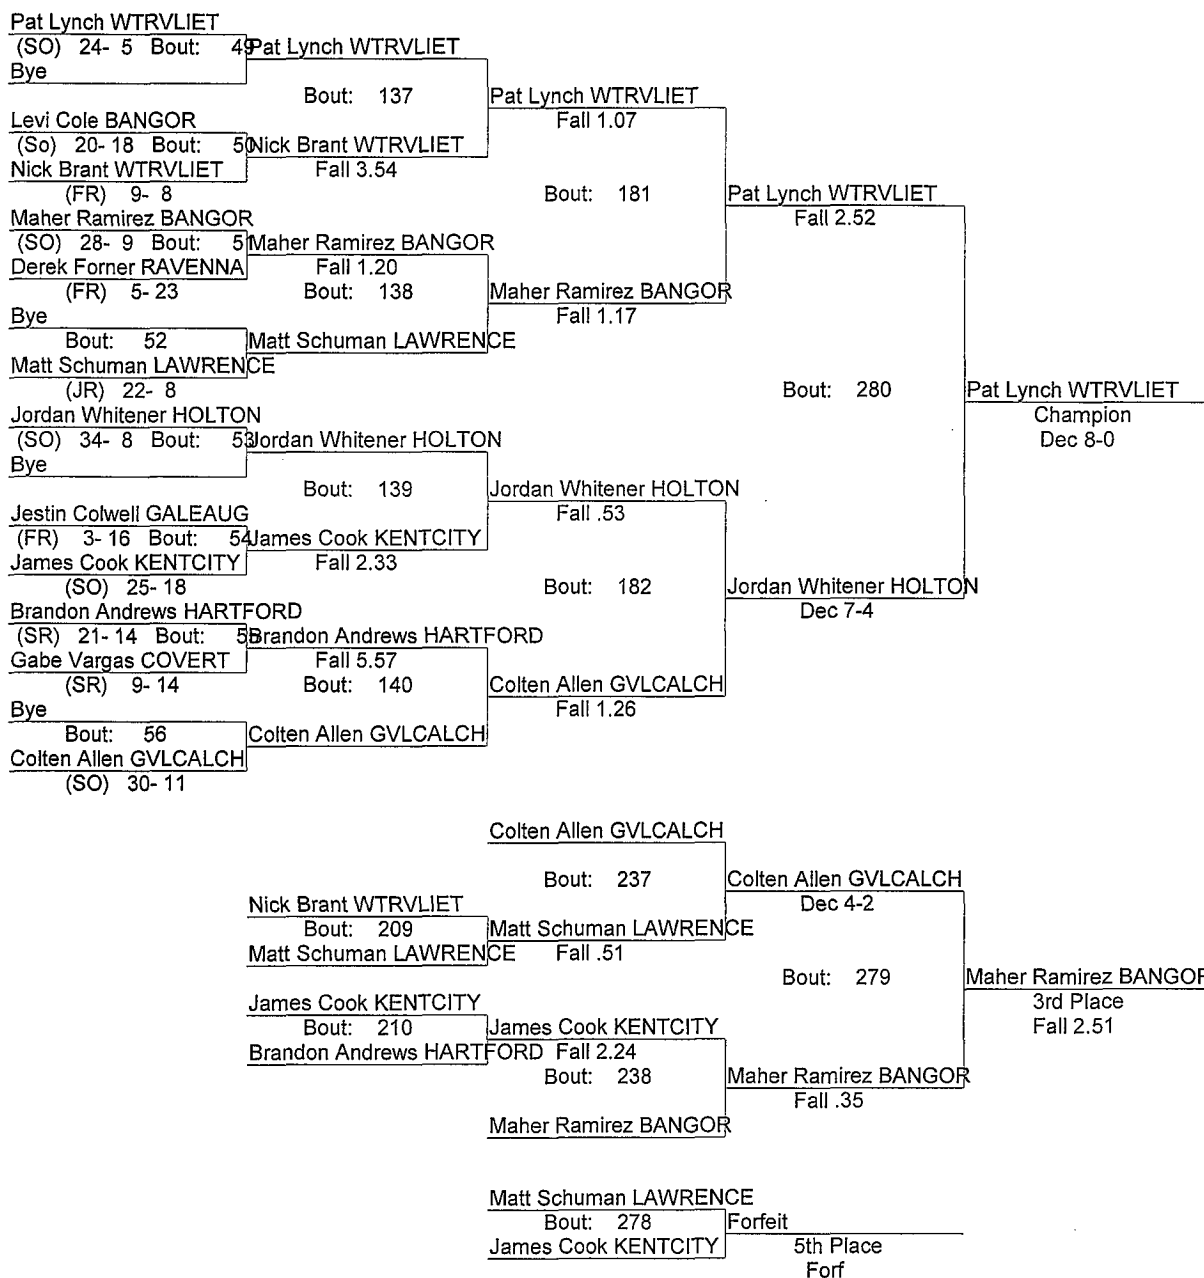 Pat Lynch WTRVLIET
(SO) 24- 5 Bout: 49
Bye
Pat Lynch WTRVLIET
Bout: 137
Levi Cole BANGOR
(So) 20- 18 Bout: 50
Nick Brant WTRVLIET
(FR) 9- 8
Nick Brant WTRVLIET
Fall 3.54
Pat Lynch WTRVLIET
Fall 1.07
Bout: 181
Maher Ramirez BANGOR
(SO) 28- 9 Bout: 51
Derek Forner RAVENNA
(FR) 5- 23
Maher Ramirez BANGOR
Fall 1.20
Bout: 138
Bye
Bout: 52
Matt Schuman LAWRENCE
(JR) 22- 8
Matt Schuman LAWRENCE
Maher Ramirez BANGOR
Fall 1.17
Pat Lynch WTRVLIET
Fall 2.52
Bout: 280
Jordan Whitener HOLTON
(SO) 34- 8 Bout: 53
Bye
Jordan Whitener HOLTON
Bout: 139
Jestin Colwell GALEAUG
(FR) 3- 16 Bout: 54
James Cook KENTCITY
(SO) 25- 18
James Cook KENTCITY
Fall 2.33
Jordan Whitener HOLTON
Fall .53
Bout: 182
Brandon Andrews HARTFORD
(SR) 21- 14 Bout: 55
Gabe Vargas COVERT
(SR) 9- 14
Brandon Andrews HARTFORD
Fall 5.57
Bout: 140
Bye
Bout: 56
Colten Allen GVLCALCH
(SO) 30- 11
Colten Allen GVLCALCH
Colten Allen GVLCALCH
Fall 1.26
Jordan Whitener HOLTON
Dec 7-4
Pat Lynch WTRVLIET
Champion
Dec 8-0
Colten Allen GVLCALCH
Bout: 237
Nick Brant WTRVLIET
Bout: 209
Matt Schuman LAWRENCE
Matt Schuman LAWRENCE
Fall .51
Colten Allen GVLCALCH
Dec 4-2
Bout: 279
James Cook KENTCITY
Bout: 210
Brandon Andrews HARTFORD
James Cook KENTCITY
Fall 2.24
Bout: 238
Maher Ramirez BANGOR
Maher Ramirez BANGOR
Fall .35
Maher Ramirez BANGOR
3rd Place
Fall 2.51
Matt Schuman LAWRENCE
Bout: 278
James Cook KENTCITY
Forfeit
5th Place
Forf